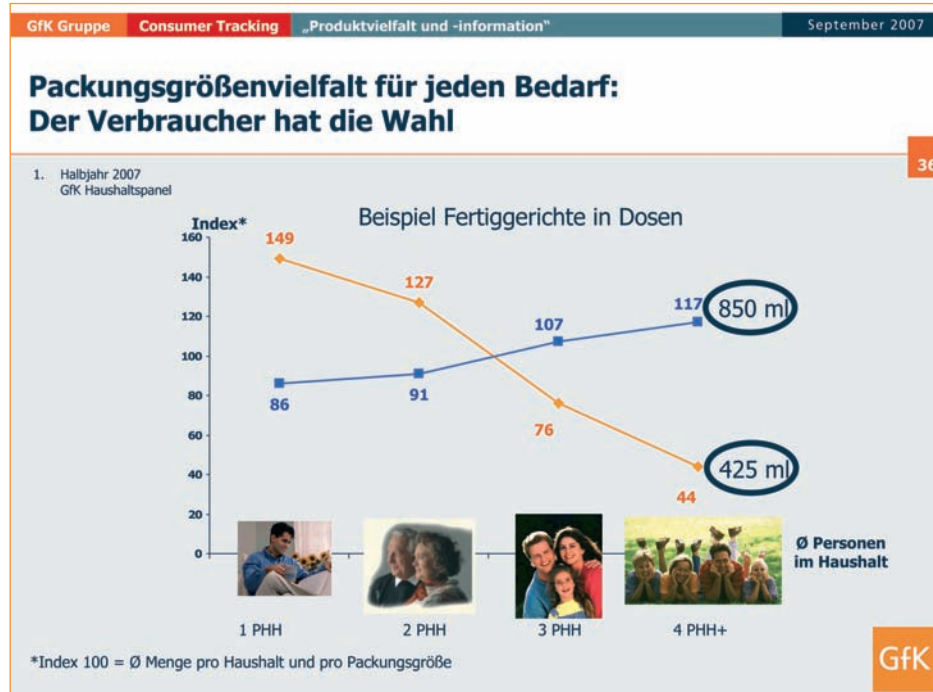 GfK Gruppe Consumer Tracking „Produktvielfalt und -information“ September 2007
Packungsgrößenvielfalt für jeden Bedarf:
Der Verbraucher hat die Wahl
36
1. Halbjahr 2007
GfK Haushaltspanel
Beispiel Fertiggerichte in Dosen
Index*
160
140
120
100
80
60
40
20
0
149
127
76
44
86
91
107
117
850 ml
425 ml
Ø Personen
im Haushalt
1 PHH 2 PHH 3 PHH 4 PHH+
*Index 100 = Ø Menge pro Haushalt und pro Packungsgröße
GfK